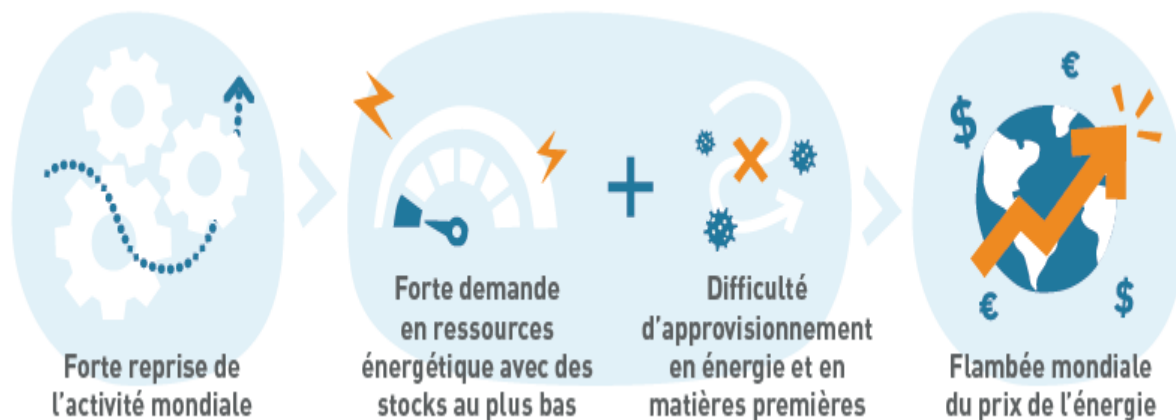 Forte reprise de
l'activité mondiale
Forte demande
en ressources
énergétique avec des
stocks au plus bas
+
Difficulté
d'approvisionnement
en énergie et en
matières premières
$
€
€
$
Flambée mondiale
du prix de l'énergie